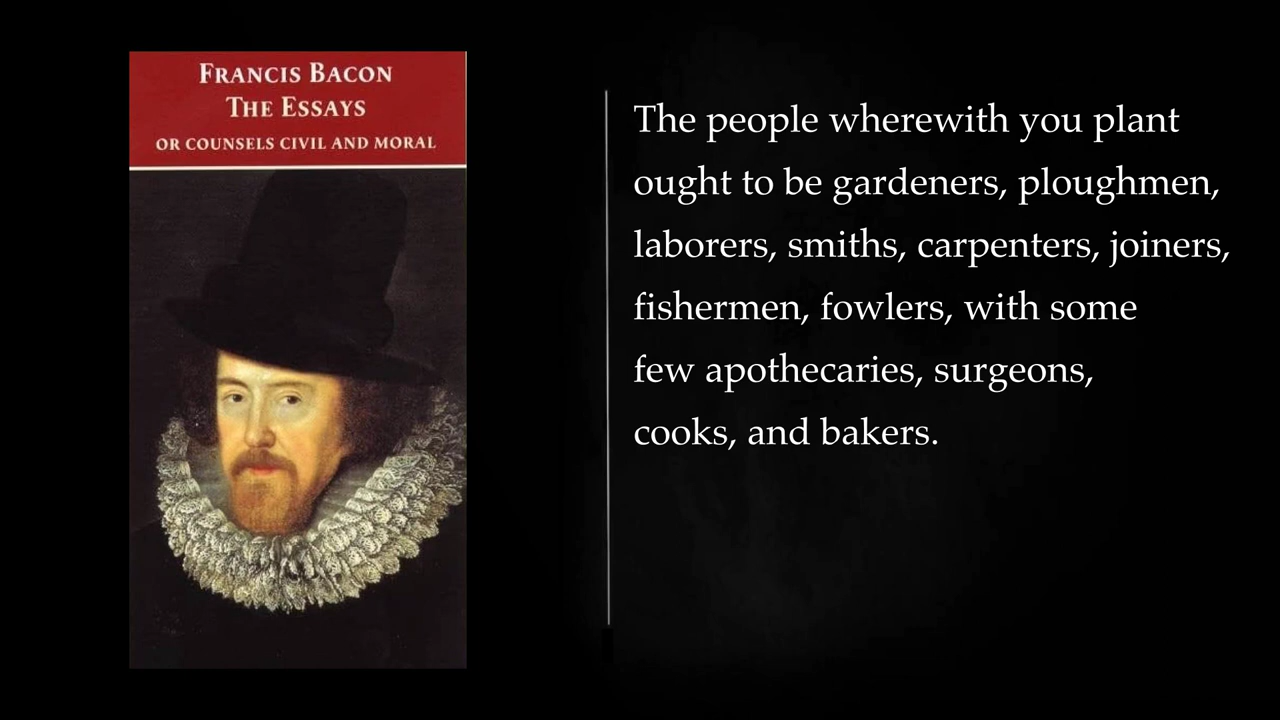 FRANCIS BACON
THE ESSAYS
OR COUNSELS CIVIL AND MORAL
The people wherewith you plant
ought to be gardeners, ploughmen,
laborers, smiths, carpenters, joiners,
fishermen, fowlers, with some
few apothecaries, surgeons,
cooks, and bakers.